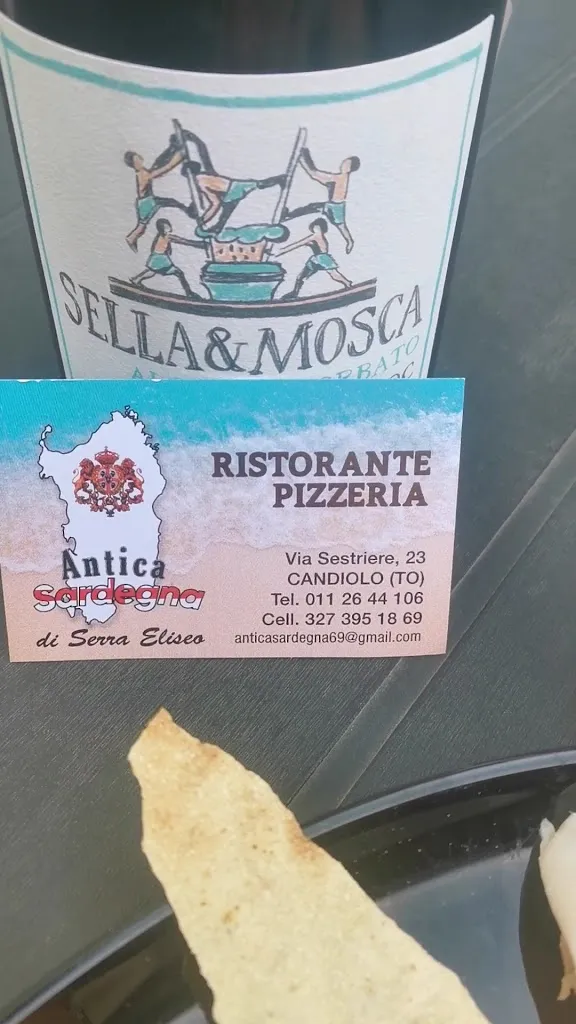 SELLA&MOSCA
RISTORANTE
PIZZERIA
Antica
Sardegna
di Serra Eliseo
Via Sestriere, 23
CANDIOLO (TO)
Tel. 011 26 44 106
Cell. 327 395 18 69
anticasardegna69@gmail.com